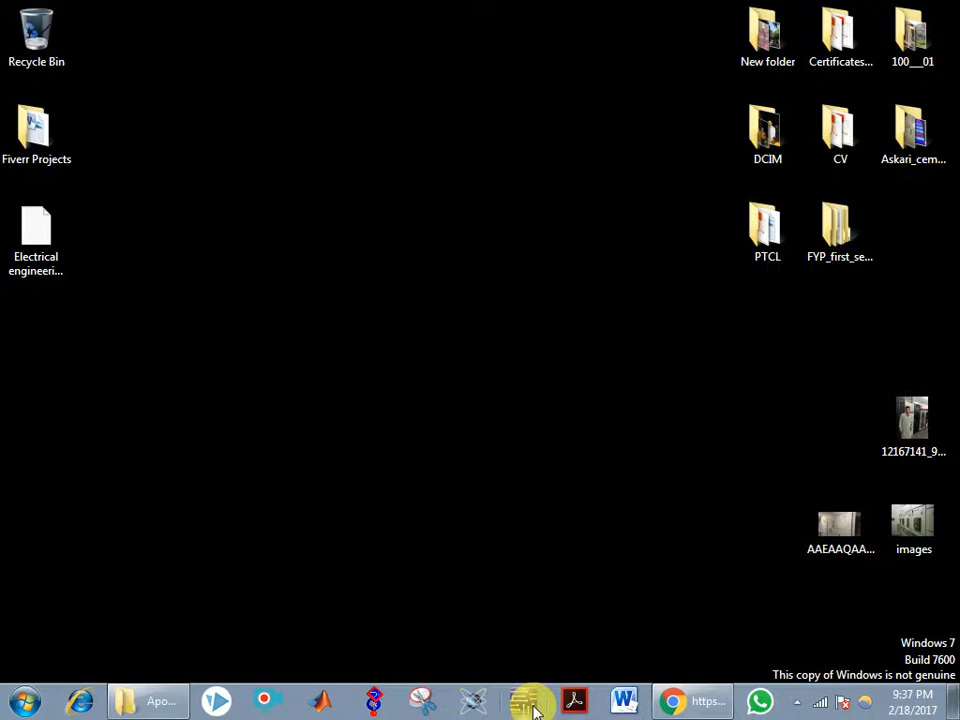 Recycle Bin
New folder
Certificates...
100___01
Fiverr Projects
DCIM
CV
Askari_cem...
Electrical
engineeri...
PTCL
FYP_first_se...
12167141_9...
AAEAAQAA...
images
Windows 7
Build 7600
This copy of Windows is not genuine
Apo...
https...
9:37 PM
2/18/2017